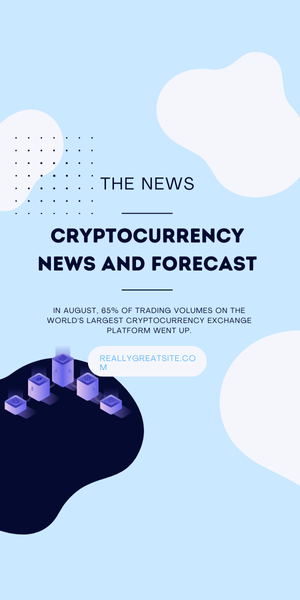 THE NEWS
CRYPTOCURRENCY
NEWS AND FORECAST
IN AUGUST, 65% OF TRADING VOLUMES ON THE
WORLD'S LARGEST CRYPTOCURRENCY EXCHANGE
PLATFORM WENT UP.
REALLYGREATSITE.CO
M